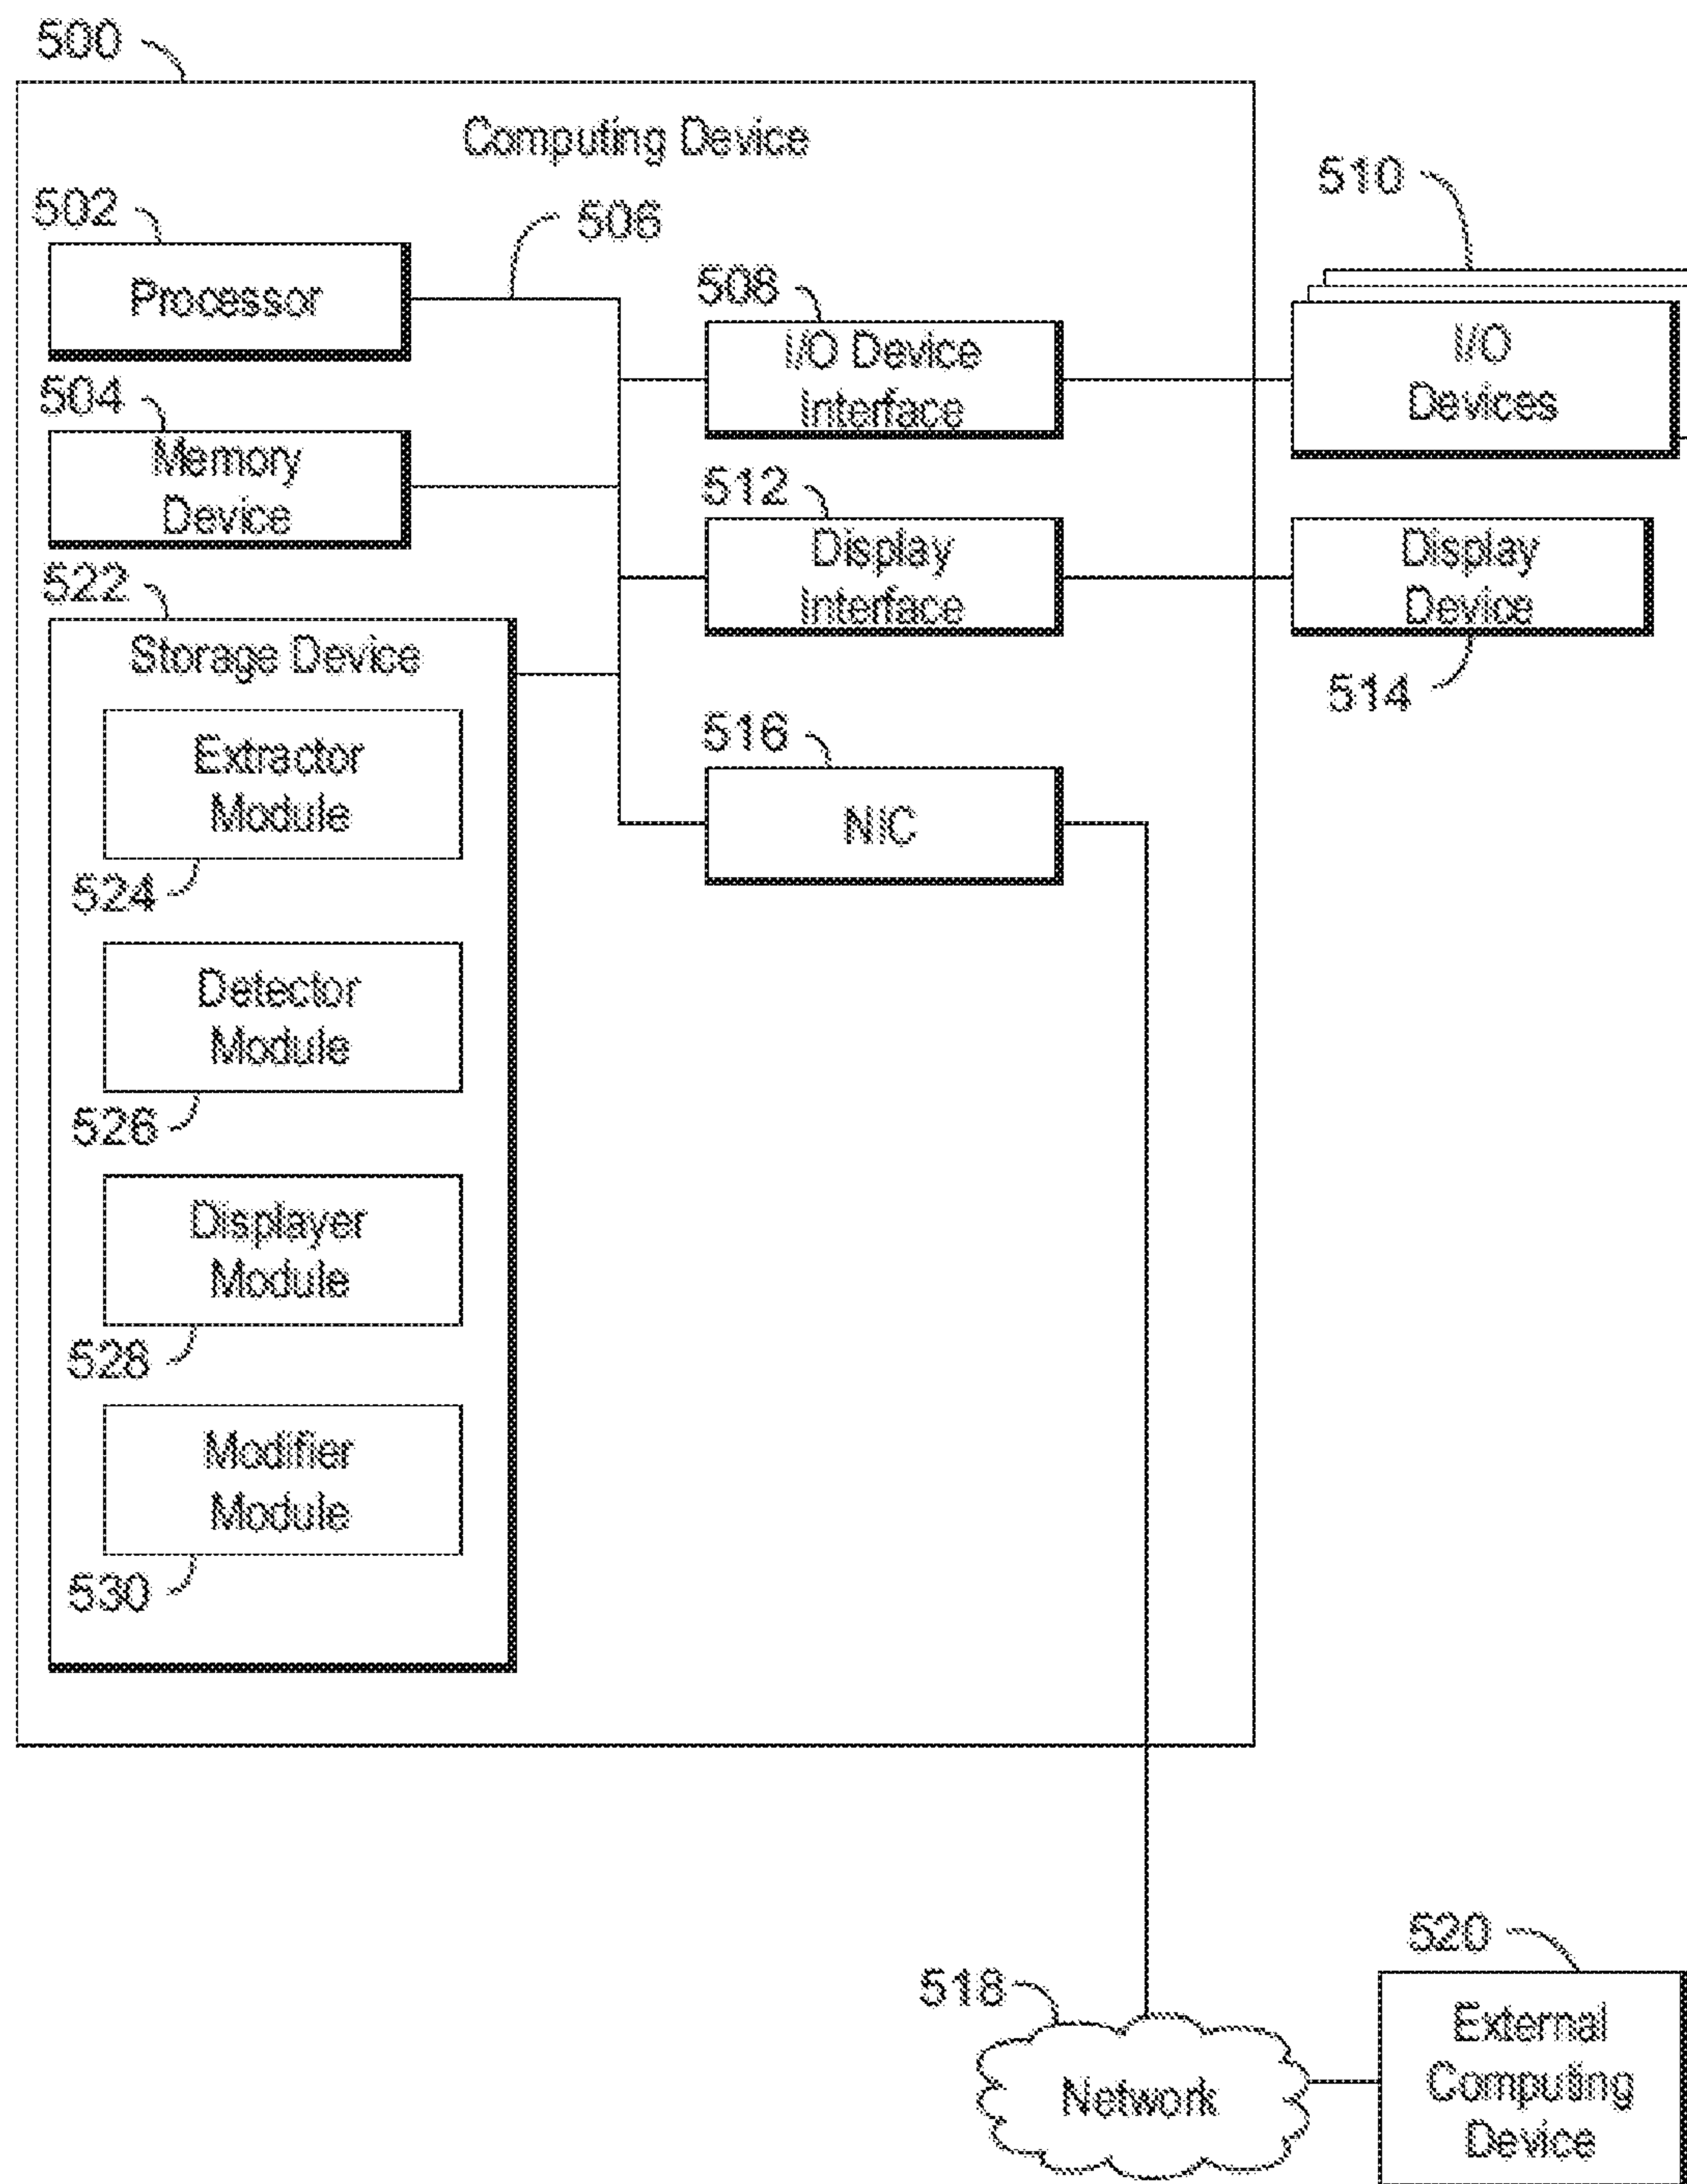 500
Computing Device
502
506
510
Processor
508
I/O Device
Interface
I/O
Devices
504
Memory
Device
512
Display
Interface
Display
Device
514
522
Storage Device
516
NIC
Extractor
Module
524
Detector
Module
526
Displayer
Module
528
Modifier
Module
530
520
518
Network
External
Computing
Device